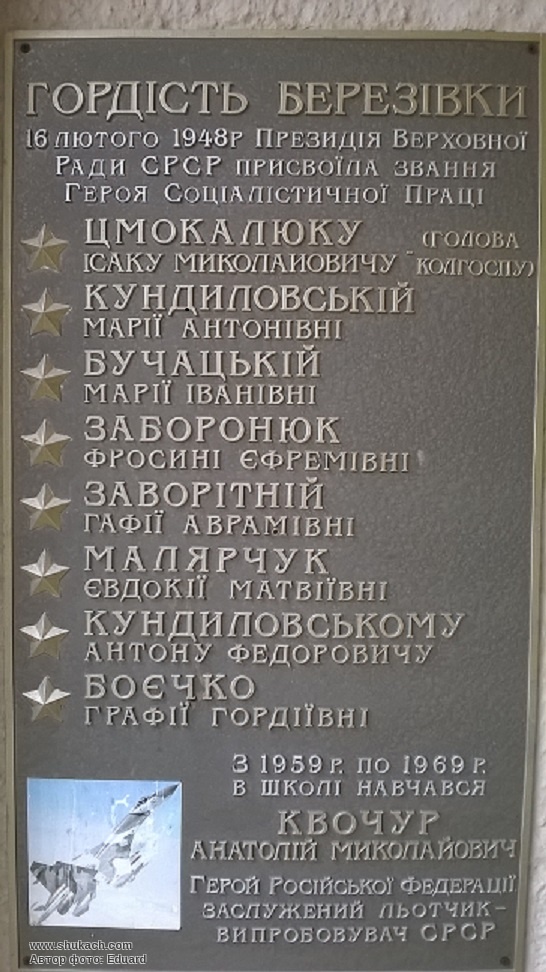 ГОРДІСТЬ БЕРЕЗІВКИ
16 ЛЮТОГО 1948Р ПРЕЗИДІЯ ВЕРХОВНОЇ
РАДИ СРСР ПРИСВОЇЛА ЗВАННЯ
ГЕРОЯ СОЦІАЛІСТИЧНОЇ ПРАЦІ
ЦМОКАЛЮКУ (ГОЛОВА
ІСАКУ МИКОЛАЙОВИЧУ КОЛГОСПУ)
КУНДИЛОВСЬКІЙ
МАРІЇ АНТОНІВНІ
БУЧАЦЬКІЙ
МАРІЇ ІВАНІВНІ
ЗАБОРОНЮК
ФРОСИНІ ЄФРЕМІВНІ
ЗАВОРІТНІЙ
ГАФІЇ АВРАМІВНІ
МАЛЯРЧУК
ЄВДОКІЇ МАТВІЇВНІ
КУНДИЛОВСЬКОМУ
АНТОНУ ФЕДОРОВИЧУ
БОЄЧКО
ГРАФІЇ ГОРДІЇВНІ
З 1959 Р. ПО 1969 Р.
В ШКОЛІ НАВЧАВСЯ
КВОЧУР
АНАТОЛІЙ МИКОЛАЙОВИЧ
ГЕРОЙ РОСІЙСЬКОЇ ФЕДЕРАЦІЇ
ЗАСЛУЖЕНИЙ ЛЬОТЧИК-
ВИПРОБОВУВАЧ СРСР
www.shukach.com
Автор фото: Eduard